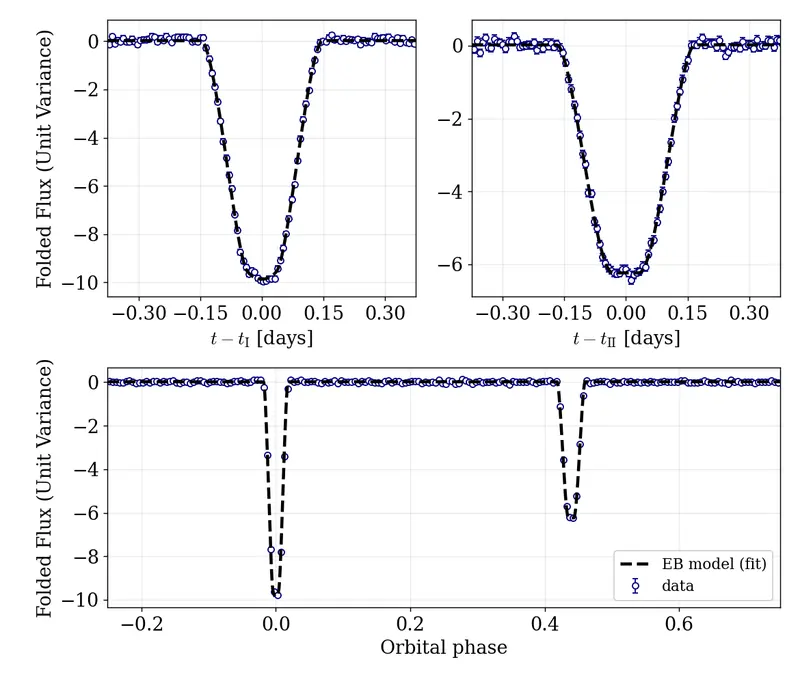 Folded Flux (Unit Variance)
0
−2
−4
−6
−8
−10
−0.30 −0.15 0.00 0.15 0.30
t − tI [days]
0
−2
−4
−6
−0.30 −0.15 0.00 0.15 0.30
t − tII [days]
Folded Flux (Unit Variance)
0
−2
−4
−6
−8
−10
−0.2 0.0 0.2 0.4 0.6
Orbital phase
EB model (fit)
data